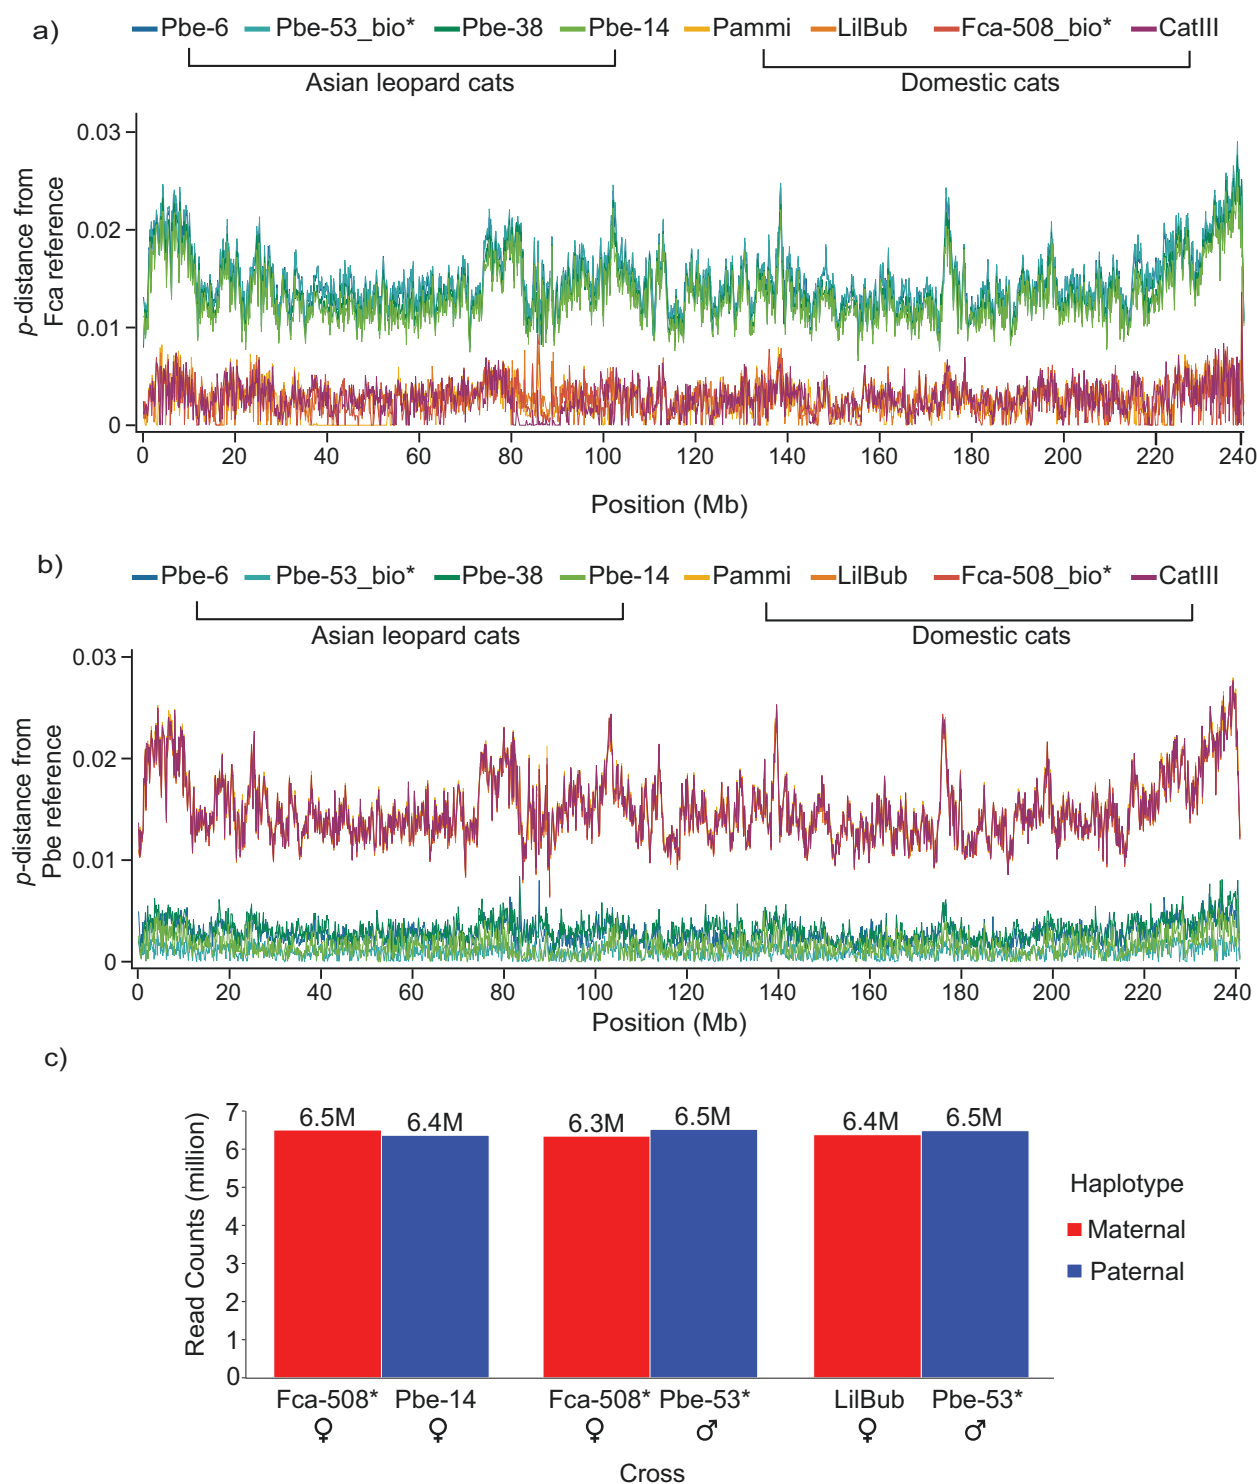 a)
Pbe-6 Pbe-53_bio* Pbe-38 Pbe-14 Pammi LilBub Fca-508_bio* CatIII
Asian leopard cats Domestic cats
p-distance from
Fca reference
0.03
0.02
0.01
0
0 20 40 60 80 100 120 140 160 180 200 220 240
Position (Mb)
b)
Pbe-6 Pbe-53_bio* Pbe-38 Pbe-14 Pammi LilBub Fca-508_bio* CatIII
Asian leopard cats Domestic cats
p-distance from
Pbe reference
0.03
0.02
0.01
0
0 20 40 60 80 100 120 140 160 180 200 220 240
Position (Mb)
c)
Read Counts (million)
7
6
5
4
3
2
1
0
6.5M 6.4M 6.3M 6.5M 6.4M 6.5M
Haplotype
Maternal
Paternal
Fca-508* Pbe-14 Fca-508* Pbe-53* LilBub Pbe-53*
♀ ♀ ♀ ♂ ♀ ♂
Cross